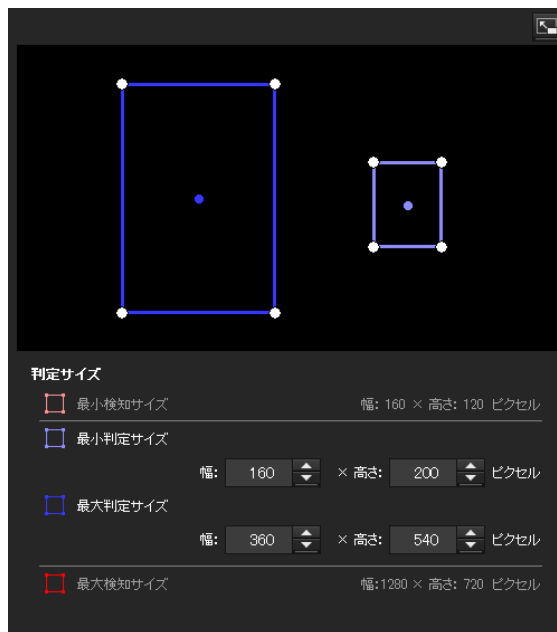 判定サイズ
最小検知サイズ 幅: 160 × 高さ: 120 ピクセル
最小判定サイズ
幅: 160 × 高さ: 200 ピクセル
最大判定サイズ
幅: 360 × 高さ: 540 ピクセル
最大検知サイズ 幅:1280 × 高さ: 720 ピクセル